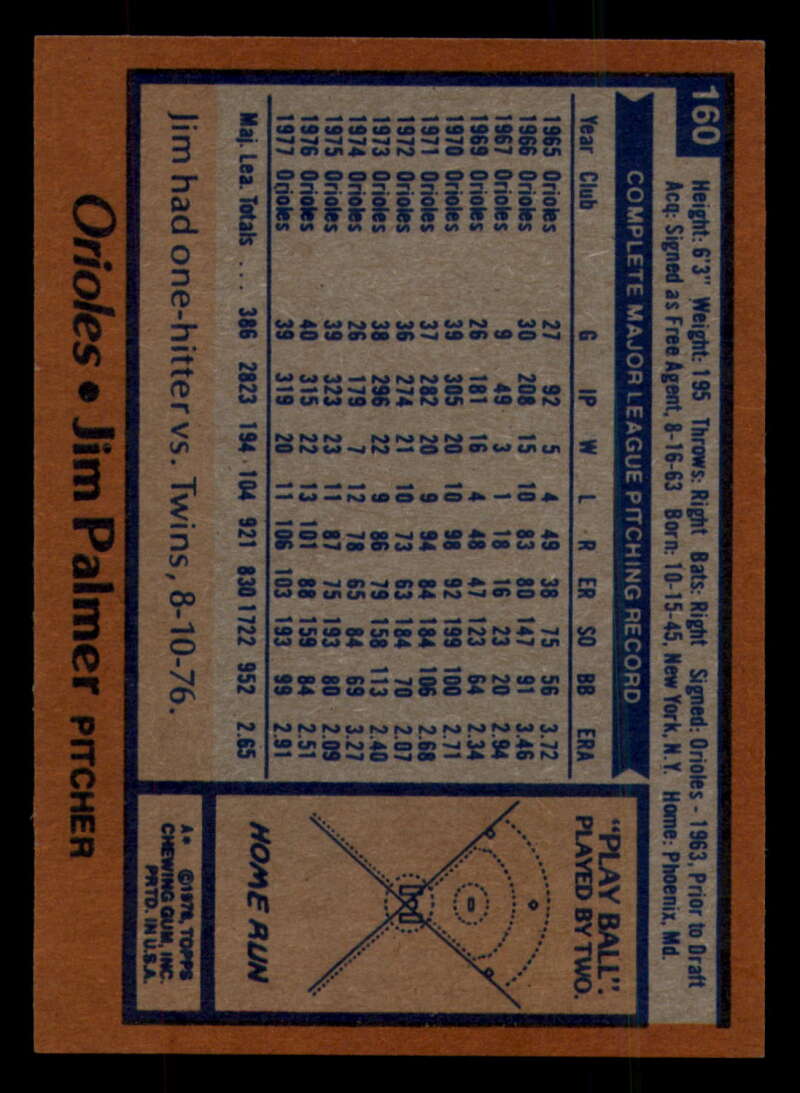 160
Height: 6'3" Weight: 195 Throws: Right Bats: Right Signed: Orioles - 1963, Prior to Draft
Acq: Signed as Free Agent, 8-16-63 Born: 10-15-45, New York, N.Y. Home: Phoenix, Md.
COMPLETE MAJOR LEAGUE PITCHING RECORD
Year Club G IP W L R ER SO BB ERA
1965 Orioles 27 92 5 4 49 38 75 56 3.72
1966 Orioles 30 208 15 10 83 80 147 91 3.46
1967 Orioles 9 49 3 1 18 16 23 20 2.94
1969 Orioles 26 181 16 4 48 47 123 64 2.34
1970 Orioles 39 305 20 10 98 92 199 100 2.71
1971 Orioles 37 282 20 9 94 84 184 106 2.68
1972 Orioles 36 274 21 10 73 63 184 70 2.07
1973 Orioles 38 296 22 9 86 79 158 113 2.40
1974 Orioles 26 179 7 12 78 65 84 69 3.27
1975 Orioles 39 323 23 11 87 75 193 80 2.09
1976 Orioles 40 315 22 13 101 88 159 84 2.51
1977 Orioles 39 319 20 11 106 103 193 99 2.91
Maj. Lea. Totals ... 386 2823 194 104 921 830 1722 952 2.65
Jim had one-hitter vs. Twins, 8-10-76.
"PLAY BALL".
PLAYED BY TWO.
HOME RUN
A* ©1978, TOPPS
CHEWING GUM, INC.
PRTD. IN U.S.A.
Orioles • Jim Palmer PITCHER